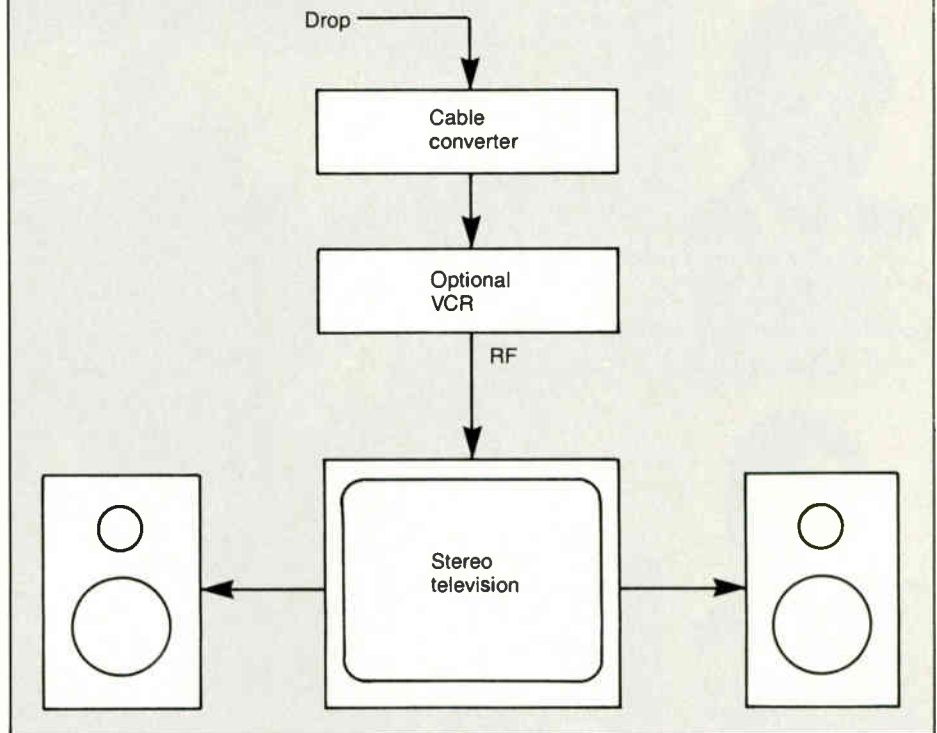 Drop
Cable
converter
Optional
VCR
RF
Stereo
television